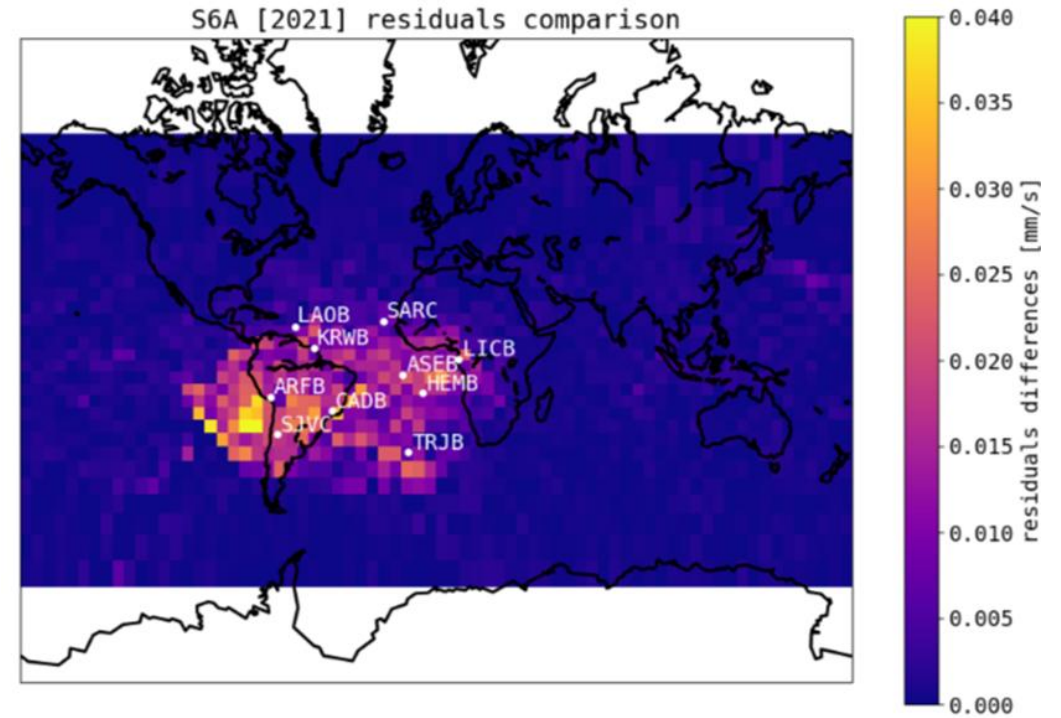 S6A [2021] residuals comparison
LAOB
SARC
KRWB
LICB
ASEB
HEMB
ARFB
CADB
SJVC
TRJB
0.040
0.035
0.030
0.025
0.020
0.015
0.010
0.005
0.000
residuals differences [mm/s]